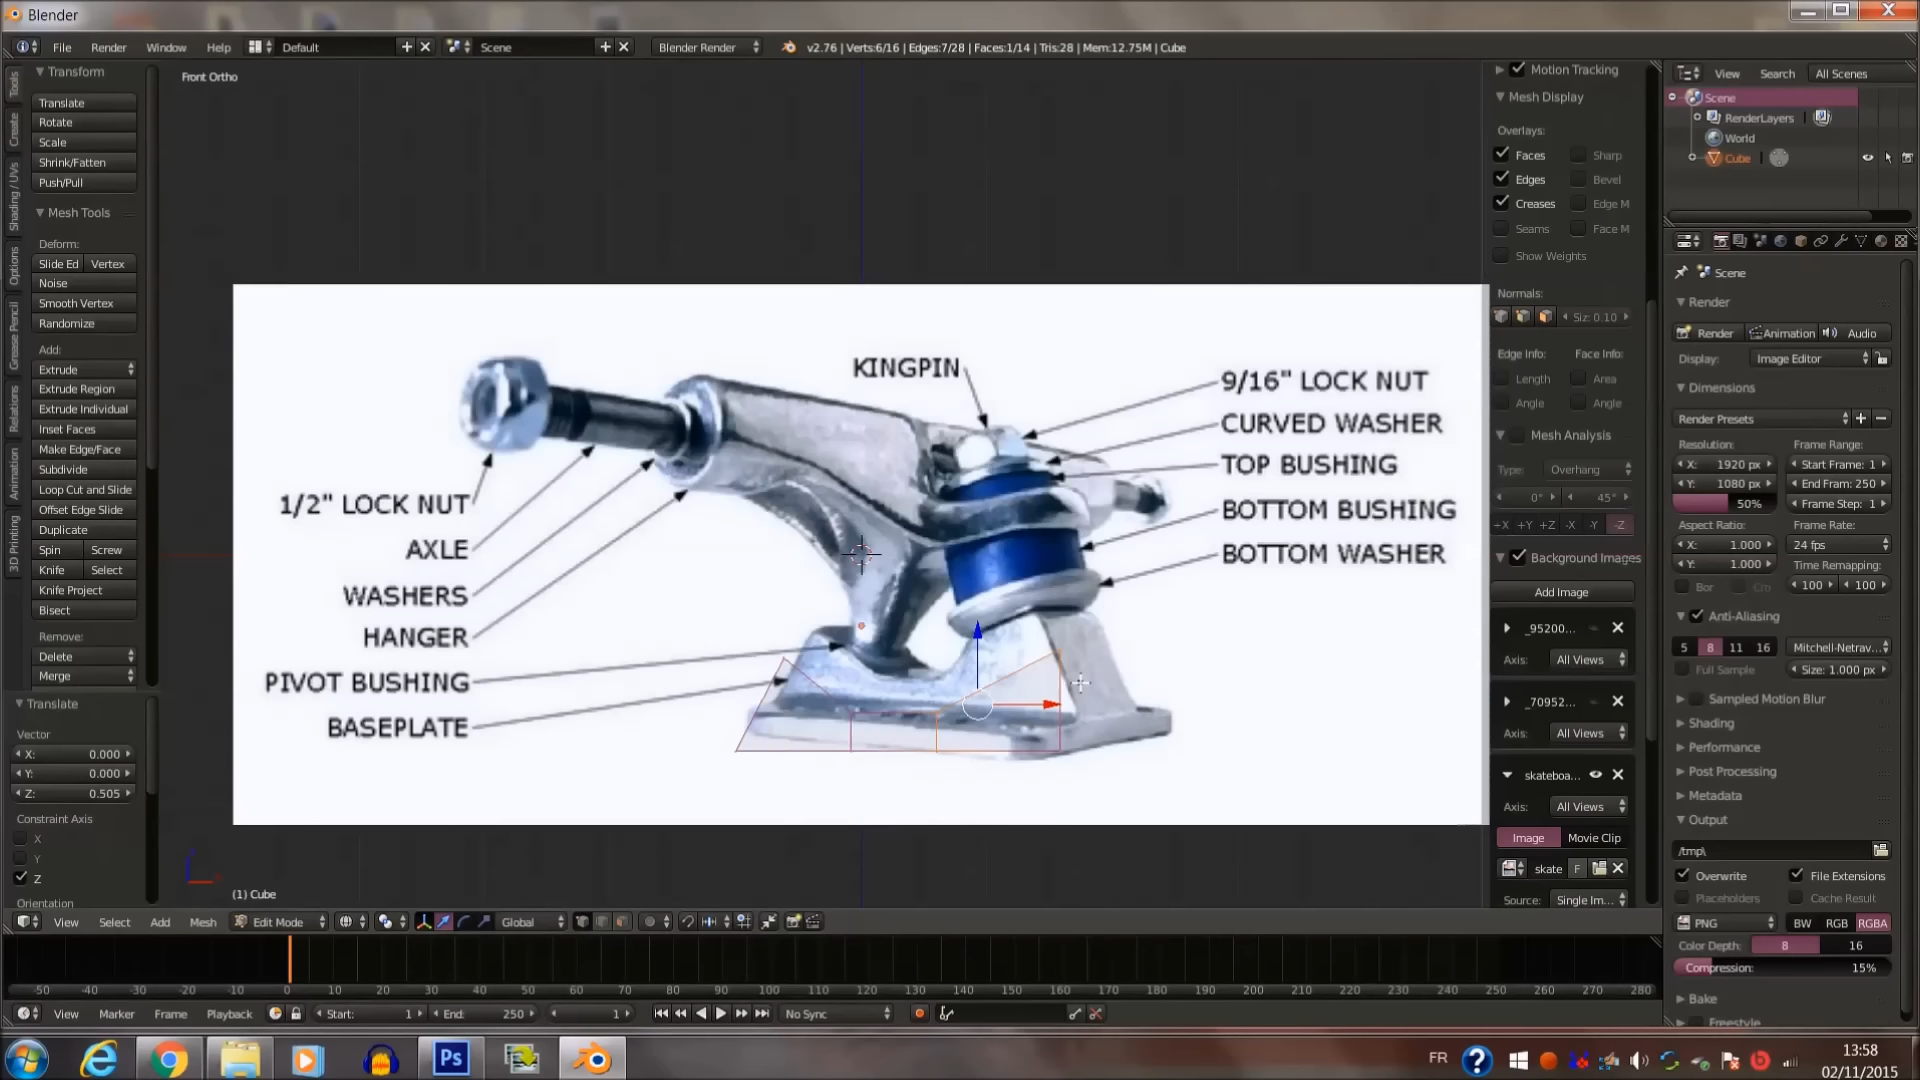 Blender
File Render Window Help Default Scene Blender Render v2.76 | Verts:6/16 | Edges:7/28 | Faces:1/14 | Tris:28 | Mem:12.75M | Cube
Tools
Create
Shading / UVs
Options
Grease Pencil
Relations
Animation
3D Printing
Transform
Translate
Rotate
Scale
Shrink/Fatten
Push/Pull
Mesh Tools
Deform:
Slide Ed Vertex
Noise
Smooth Vertex
Randomize
Add:
Extrude
Extrude Region
Extrude Individual
Inset Faces
Make Edge/Face
Subdivide
Loop Cut and Slide
Offset Edge Slide
Duplicate
Spin Screw
Knife Select
Knife Project
Bisect
Remove:
Delete
Merge
Translate
Vector
X: 0.000
Y: 0.000
Z: 0.505
Constraint Axis
X
Y
Z
Orientation
Front Ortho
KINGPIN
9/16" LOCK NUT
CURVED WASHER
TOP BUSHING
BOTTOM BUSHING
BOTTOM WASHER
1/2" LOCK NUT
AXLE
WASHERS
HANGER
PIVOT BUSHING
BASEPLATE
(1) Cube
Motion Tracking
Mesh Display
Overlays:
Faces Sharp
Edges Bevel
Creases Edge M
Seams Face M
Show Weights
Normals:
Siz: 0.10
Edge Info: Face Info:
Length Area
Angle Angle
Mesh Analysis
Type: Overhang
0° 45°
+X +Y +Z -X -Y -Z
Background Images
Add Image
_95200...
Axis: All Views
_70952...
Axis: All Views
skateboa...
Axis: All Views
Image Movie Clip
skate F
Source: Single Im...
View Search All Scenes
Scene
RenderLayers
World
Cube
Scene
Render
Render Animation Audio
Display: Image Editor
Dimensions
Render Presets
Resolution: Frame Range:
X: 1920 px Start Frame: 1
Y: 1080 px End Fram: 250
50% Frame Step: 1
Aspect Ratio: Frame Rate:
X: 1.000 24 fps
Y: 1.000 Time Remapping:
Bor Cro 100 100
Anti-Aliasing
5 8 11 16 Mitchell-Netrav...
Full Sample Size: 1.000 px
Sampled Motion Blur
Shading
Performance
Post Processing
Metadata
Output
/tmp\
Overwrite File Extensions
Placeholders Cache Result
PNG BW RGB RGBA
Color Depth: 8 16
Compression: 15%
Bake
Freestyle
View Select Add Mesh Edit Mode Global
-50 -40 -30 -20 -10 0 10 20 30 40 50 60 70 80 90 100 110 120 130 140 150 160 170 180 190 200 210 220 230 240 250 260 270 280
View Marker Frame Playback Start: 1 End: 250 1 No Sync
Ps
FR
13:58
02/11/2015